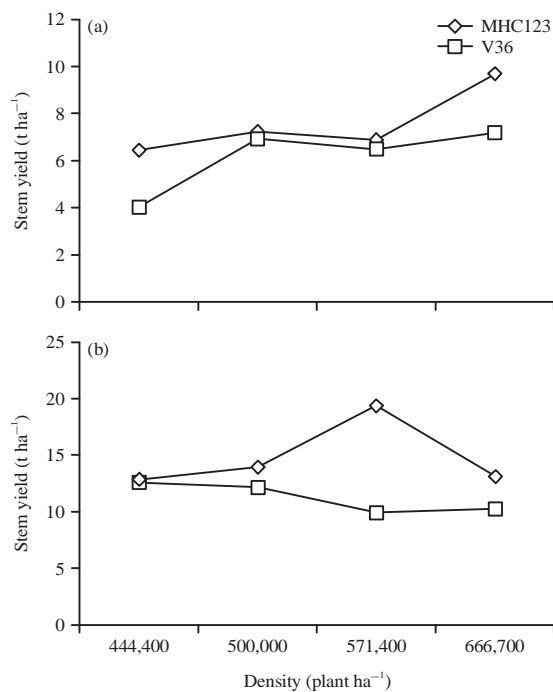 (a)
MHC123
V36
Stem yield (t ha⁻¹)
12
10
8
6
4
2
0
(b)
Stem yield (t ha⁻¹)
25
20
15
10
5
0
444,400 500,000 571,400 666,700
Density (plant ha⁻¹)